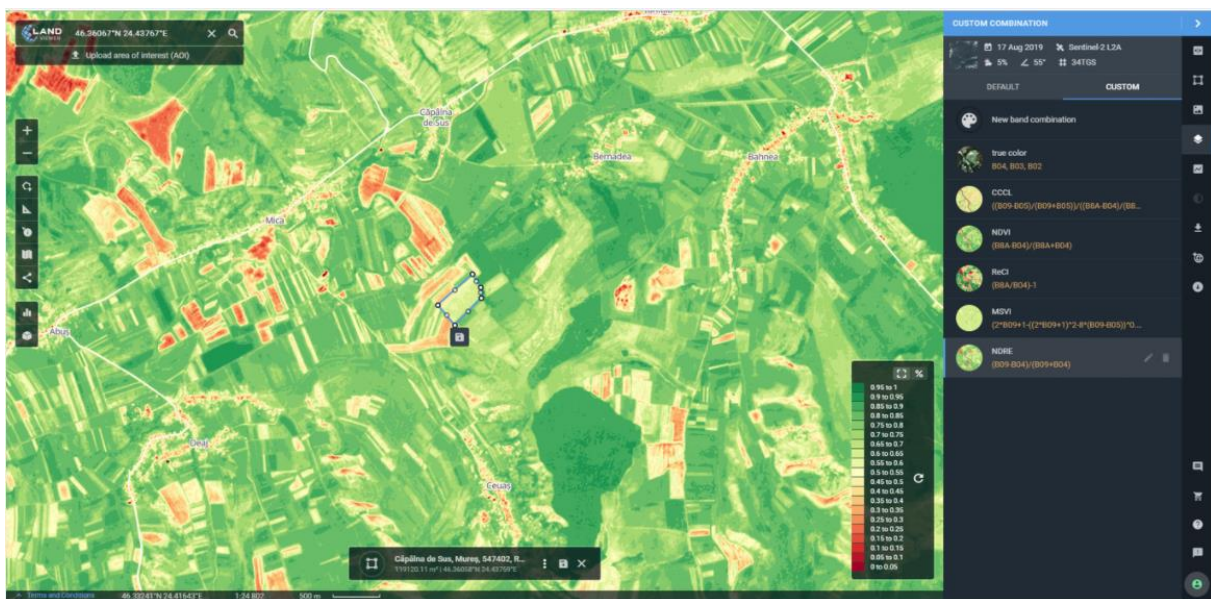 LAND
VIEWER
46.36067°N 24.43767°E
Upload area of interest (AOI)
Căpâlna
de Sus
Bernadea
Bahnea
Mica
Abuș
Deaj
Ceuaș
0.95 to 1
0.9 to 0.95
0.85 to 0.9
0.8 to 0.85
0.75 to 0.8
0.7 to 0.75
0.65 to 0.7
0.6 to 0.65
0.55 to 0.6
0.5 to 0.55
0.45 to 0.5
0.4 to 0.45
0.35 to 0.4
0.3 to 0.35
0.25 to 0.3
0.2 to 0.25
0.15 to 0.2
0.1 to 0.15
0.05 to 0.1
0 to 0.05
Căpâlna de Sus, Mureș, 547402, R...
46.36058°N 24.43759°E
Terms and Conditions
46.33241°N 24.41643°E
1:24 802
500 m
CUSTOM COMBINATION
17 Aug 2019 Sentinel-2 L2A
5% 55° 34TGS
DEFAULT CUSTOM
New band combination
true color
B04, B03, B02
CCCL
((B09-B05)/(B09+B05))/((B8A-B04)/(B8...
NDVI
(B8A-B04)/(B8A+B04)
ReCI
(B8A/B04)-1
MSVI
(2*B09+1-((2*B09+1)*2-8*(B09-B05))*0...
NDRE
(B09-B04)/(B09+B04)